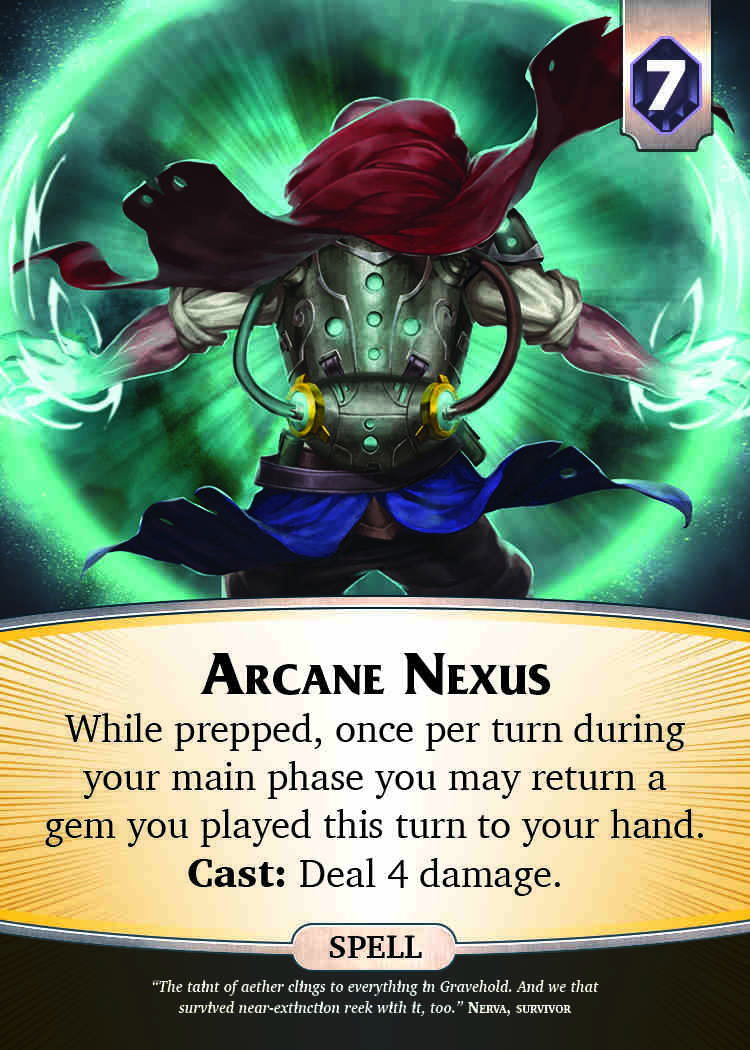 7
Arcane Nexus
While prepped, once per turn during
your main phase you may return a
gem you played this turn to your hand.
Cast: Deal 4 damage.
SPELL
“The taint of aether clings to everything in Gravehold. And we that
survived near-extinction reek with it, too.” Nerva, survivor